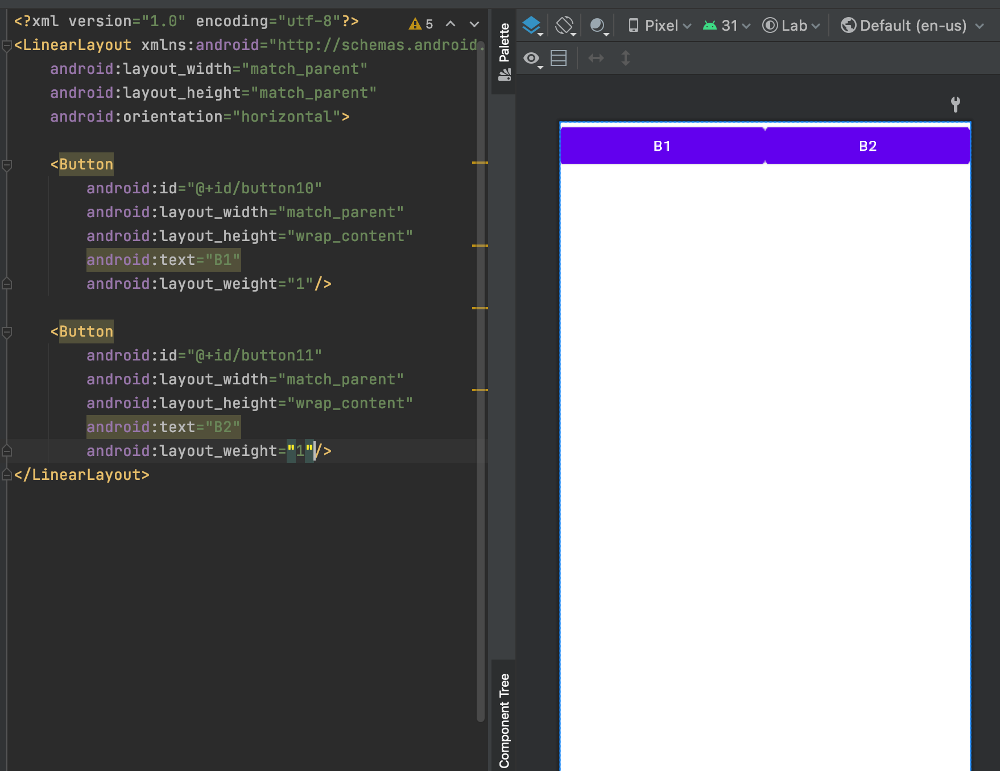 <?xml version="1.0" encoding="utf-8"?>
5
<LinearLayout xmlns:android="http://schemas.android.
android:layout_width="match_parent"
android:layout_height="match_parent"
android:orientation="horizontal">
<Button
android:id="@+id/button10"
android:layout_width="match_parent"
android:layout_height="wrap_content"
android:text="B1"
android:layout_weight="1"/>
<Button
android:id="@+id/button11"
android:layout_width="match_parent"
android:layout_height="wrap_content"
android:text="B2"
android:layout_weight="1"/>
</LinearLayout>
Palette
Component Tree
Pixel
31
Lab
Default (en-us)
B1
B2